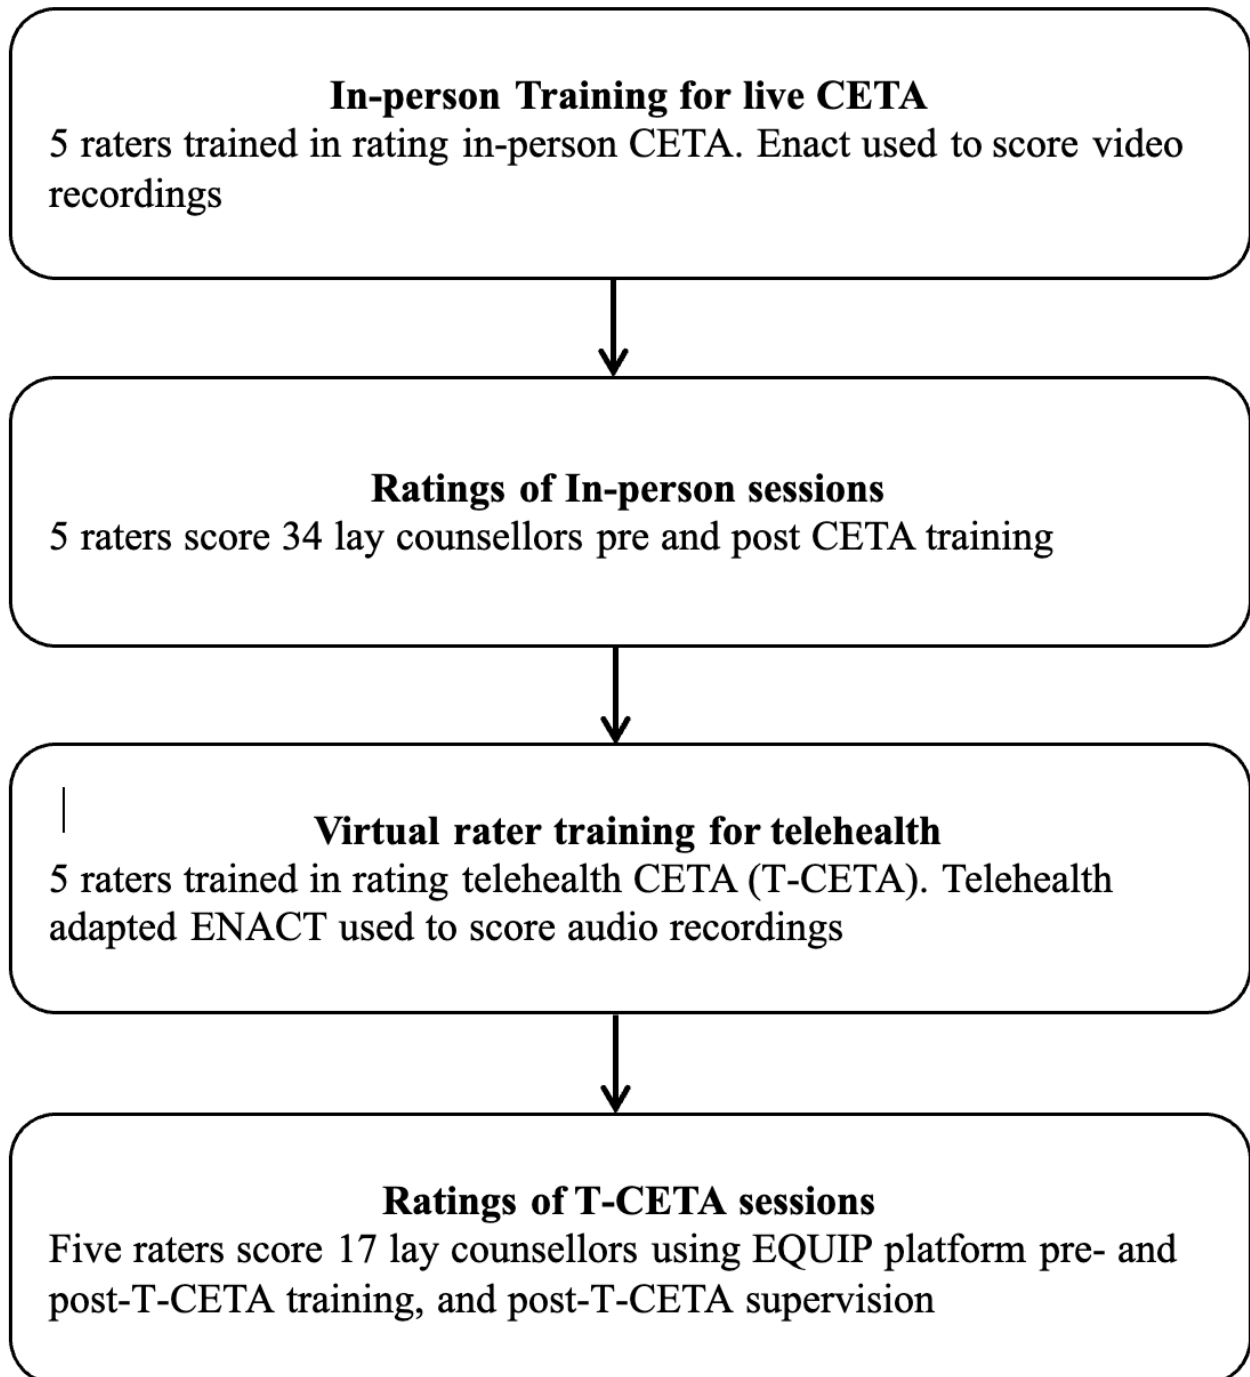 In-person Training for live CETA
5 raters trained in rating in-person CETA. Enact used to score video
recordings
Ratings of In-person sessions
5 raters score 34 lay counsellors pre and post CETA training
Virtual rater training for telehealth
5 raters trained in rating telehealth CETA (T-CETA). Telehealth
adapted ENACT used to score audio recordings
Ratings of T-CETA sessions
Five raters score 17 lay counsellors using EQUIP platform pre- and
post-T-CETA training, and post-T-CETA supervision